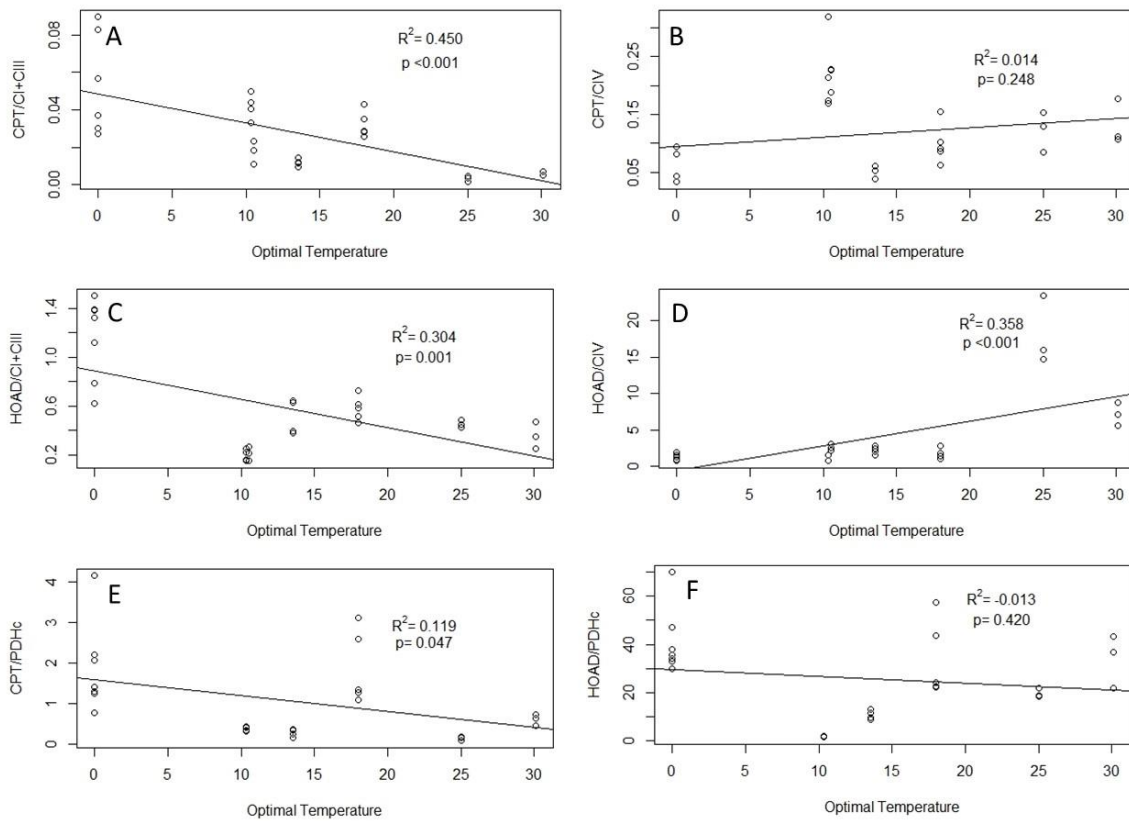 A
R²= 0.450
p <0.001
CPT/CI+CIII
0.00 0.04 0.08
0 5 10 15 20 25 30
Optimal Temperature
B
R²= 0.014
p= 0.248
CPT/CIV
0.05 0.15 0.25
0 5 10 15 20 25 30
Optimal Temperature
C
R²= 0.304
p= 0.001
HOAD/CI+CIII
0.2 0.6 1.0 1.4
0 5 10 15 20 25 30
Optimal Temperature
D
R²= 0.358
p <0.001
HOAD/CIV
0 5 10 15 20
0 5 10 15 20 25 30
Optimal Temperature
E
R²= 0.119
p= 0.047
CPT/PDHc
0 1 2 3 4
0 5 10 15 20 25 30
Optimal Temperature
F
R²= -0.013
p= 0.420
HOAD/PDHc
0 20 40 60
0 5 10 15 20 25 30
Optimal Temperature